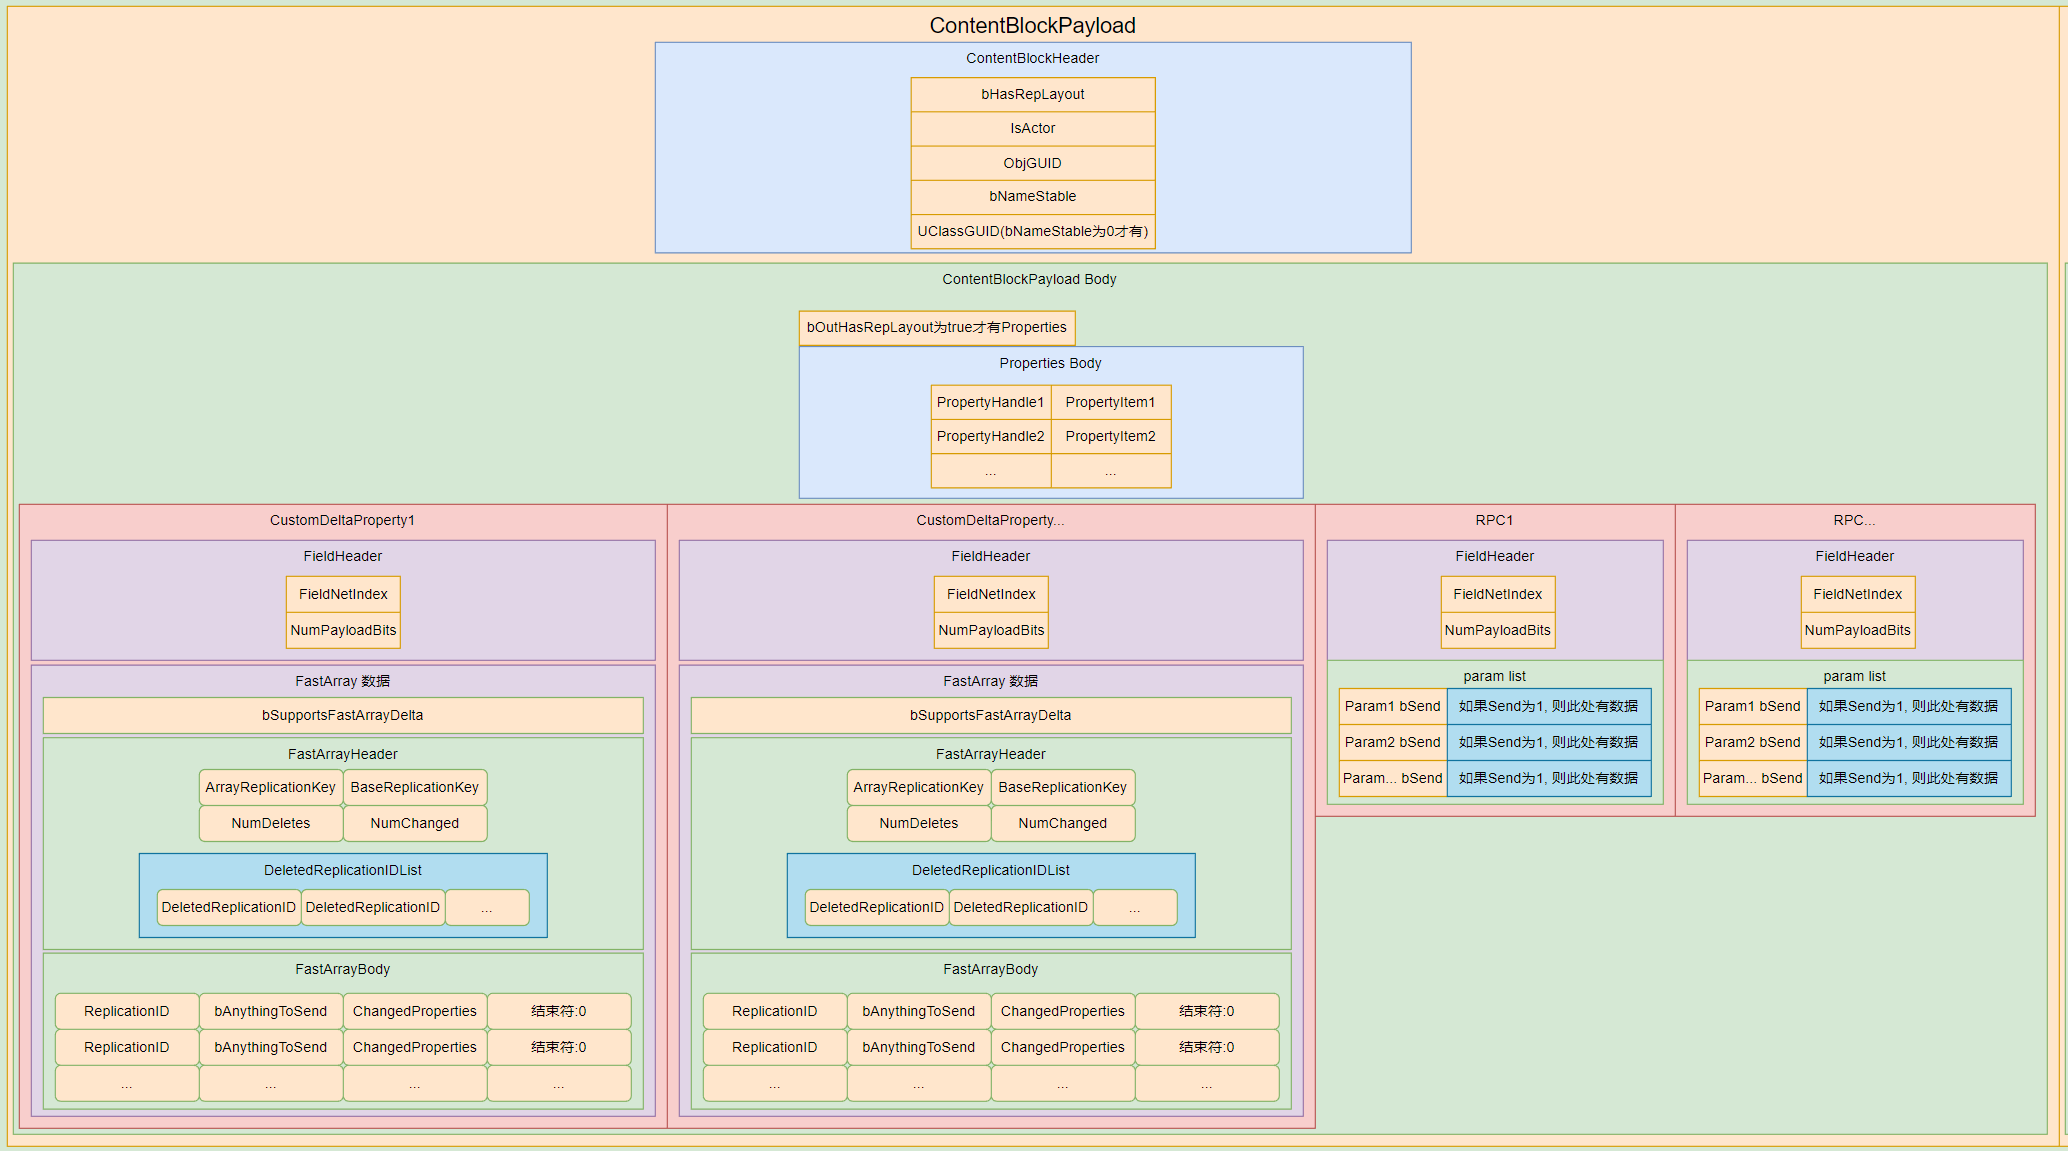 ContentBlockPayload
ContentBlockHeader
bHasRepLayout
IsActor
ObjGUID
bNameStable
UClassGUID(bNameStable为0才有)
ContentBlockPayload Body
bOutHasRepLayout为true才有Properties
Properties Body
PropertyHandle1 PropertyItem1
PropertyHandle2 PropertyItem2
... ...
CustomDeltaProperty1
FieldHeader
FieldNetIndex
NumPayloadBits
FastArray 数据
bSupportsFastArrayDelta
FastArrayHeader
ArrayReplicationKey BaseReplicationKey
NumDeletes NumChanged
DeletedReplicationIDList
DeletedReplicationID DeletedReplicationID ...
FastArrayBody
ReplicationID bAnythingToSend ChangedProperties 结束符:0
ReplicationID bAnythingToSend ChangedProperties 结束符:0
... ... ... ...
CustomDeltaProperty...
FieldHeader
FieldNetIndex
NumPayloadBits
FastArray 数据
bSupportsFastArrayDelta
FastArrayHeader
ArrayReplicationKey BaseReplicationKey
NumDeletes NumChanged
DeletedReplicationIDList
DeletedReplicationID DeletedReplicationID ...
FastArrayBody
ReplicationID bAnythingToSend ChangedProperties 结束符:0
ReplicationID bAnythingToSend ChangedProperties 结束符:0
... ... ... ...
RPC1
FieldHeader
FieldNetIndex
NumPayloadBits
param list
Param1 bSend 如果Send为1, 则此处有数据
Param2 bSend 如果Send为1, 则此处有数据
Param... bSend 如果Send为1, 则此处有数据
RPC...
FieldHeader
FieldNetIndex
NumPayloadBits
param list
Param1 bSend 如果Send为1, 则此处有数据
Param2 bSend 如果Send为1, 则此处有数据
Param... bSend 如果Send为1, 则此处有数据